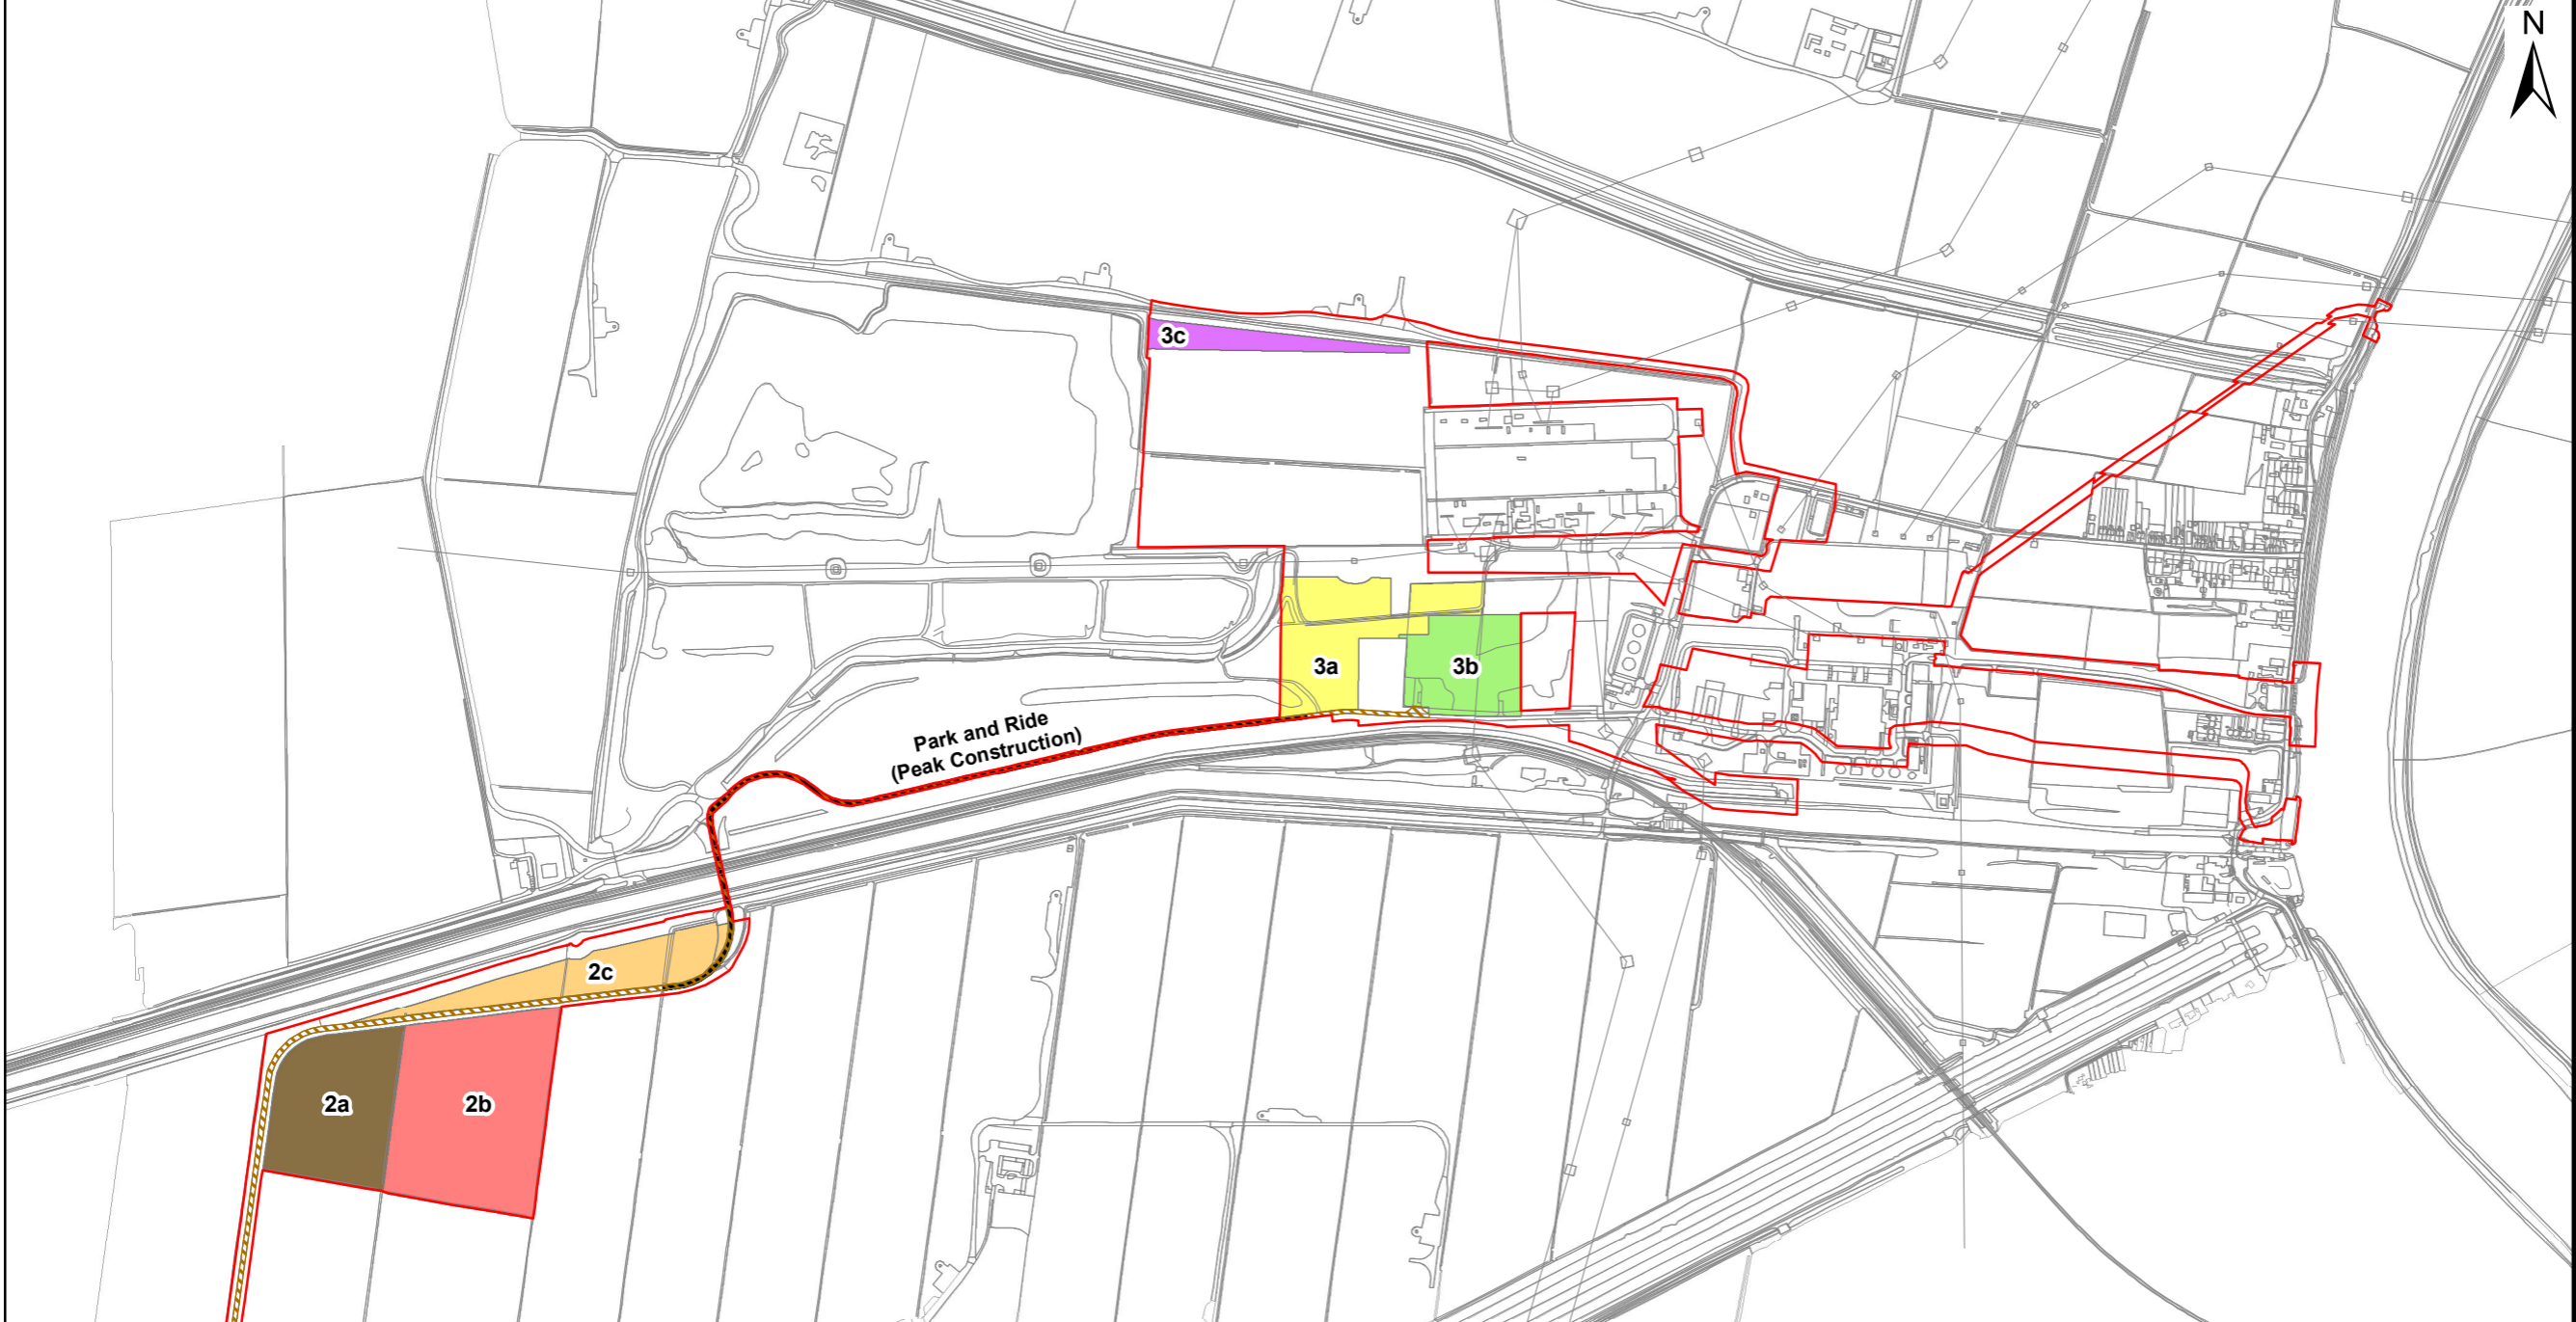 N
3c
3a
3b
Park and Ride
(Peak Construction)
2c
2a
2b